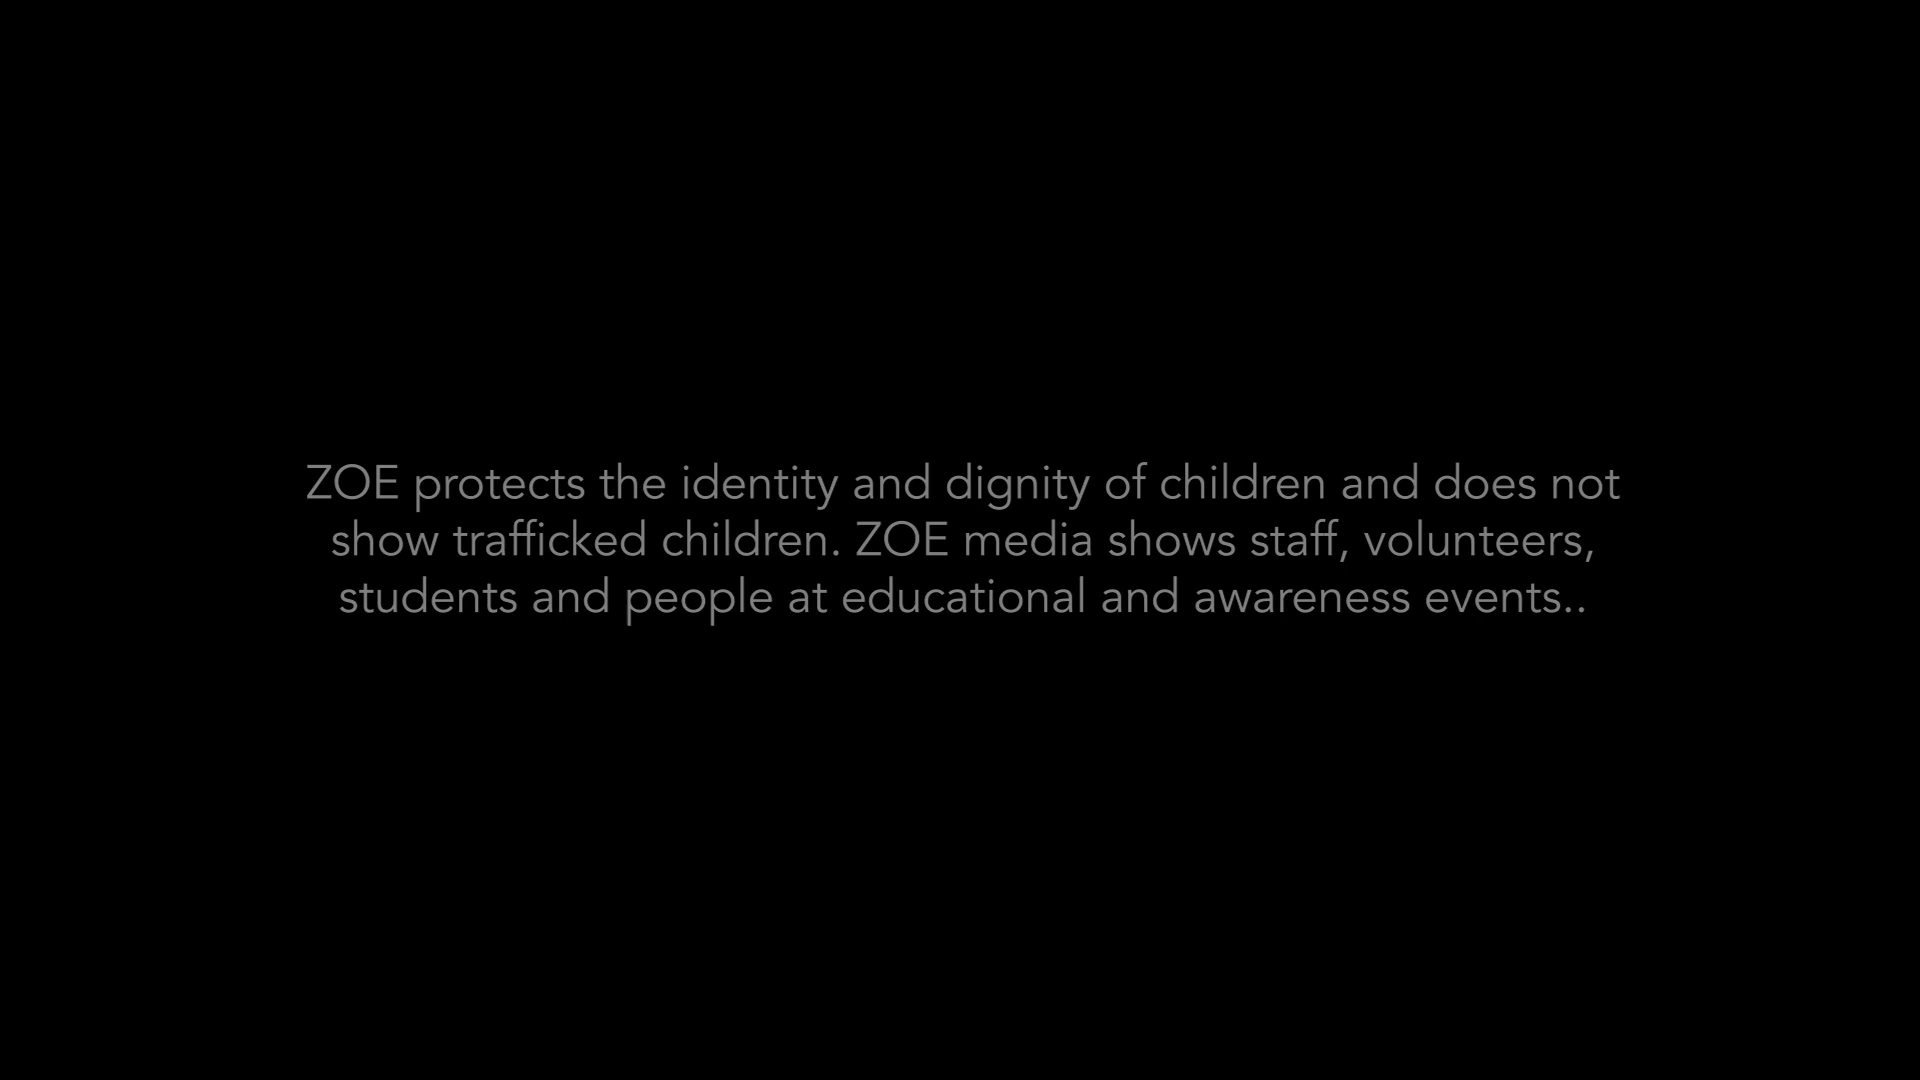 ZOE protects the identity and dignity of children and does not
show trafficked children. ZOE media shows staff, volunteers,
students and people at educational and awareness events..